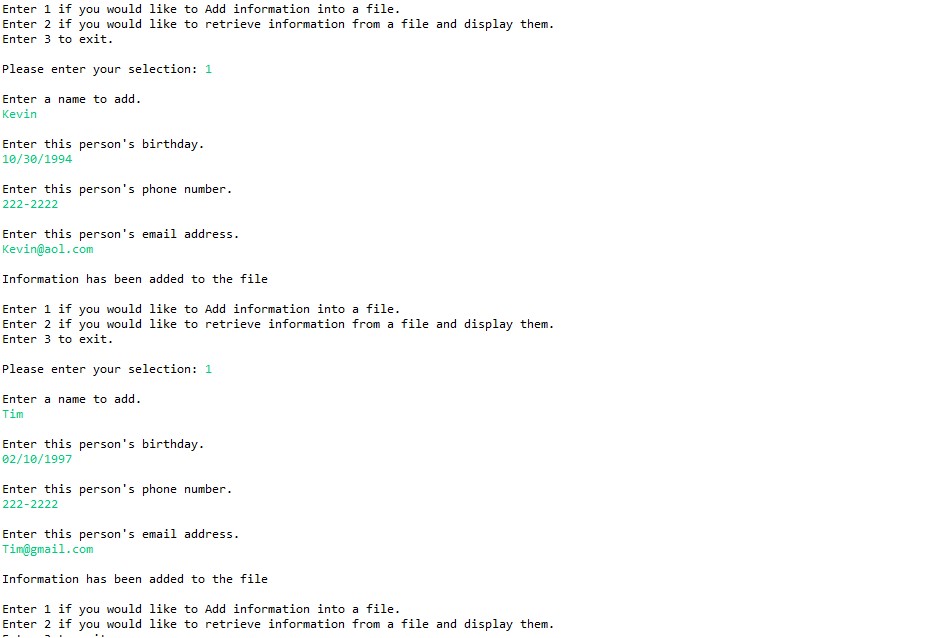 Enter 1 if you would like to Add information into a file.
Enter 2 if you would like to retrieve information from a file and display them.
Enter 3 to exit.
Please enter your selection: 1
Enter a name to add.
Kevin
Enter this person's birthday.
10/30/1994
Enter this person's phone number.
222-2222
Enter this person's email address.
Kevin@aol.com
Information has been added to the file
Enter 1 if you would like to Add information into a file.
Enter 2 if you would like to retrieve information from a file and display them.
Enter 3 to exit.
Please enter your selection: 1
Enter a name to add.
Tim
Enter this person's birthday.
02/10/1997
Enter this person's phone number.
222-2222
Enter this person's email address.
Tim@gmail.com
Information has been added to the file
Enter 1 if you would like to Add information into a file.
Enter 2 if you would like to retrieve information from a file and display them.